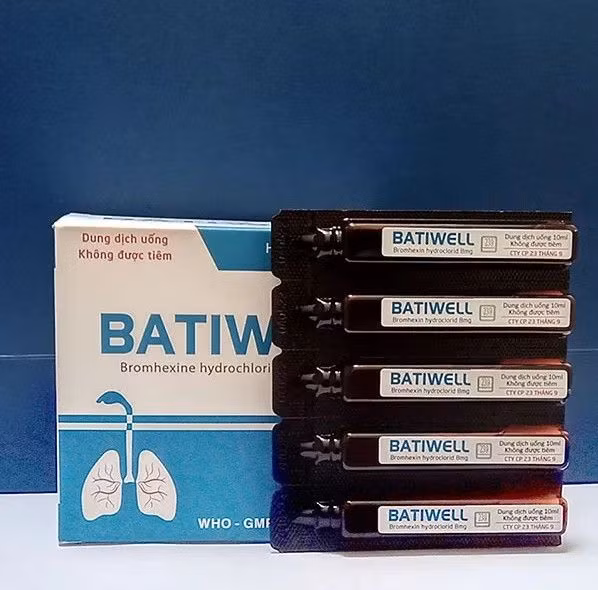 Dung dịch uống
Không được tiêm
H
BATIW
Bromhexine hydrochlori
WHO - GMP
BATIWELL
Bromhexin hydroclorid 8mg
Dung dịch uống 10ml
Không được tiêm
CTY CP 23 THÁNG 9
BATIWELL
Bromhexin hydroclorid 8mg
Dung dịch uống 10ml
Không được tiêm
CTY CP 23 THÁNG 9
BATIWELL
Bromhexin hydroclorid 8mg
Dung dịch uống 10ml
Không được tiêm
CTY CP 23 THÁNG 9
BATIWELL
Bromhexin hydroclorid 8mg
Dung dịch uống 10ml
Không được tiêm
CTY CP 23 THÁNG 9
BATIWELL
Bromhexin hydroclorid 8mg
Dung dịch uống 10ml
Không được tiêm
CTY CP 23 THÁNG 9